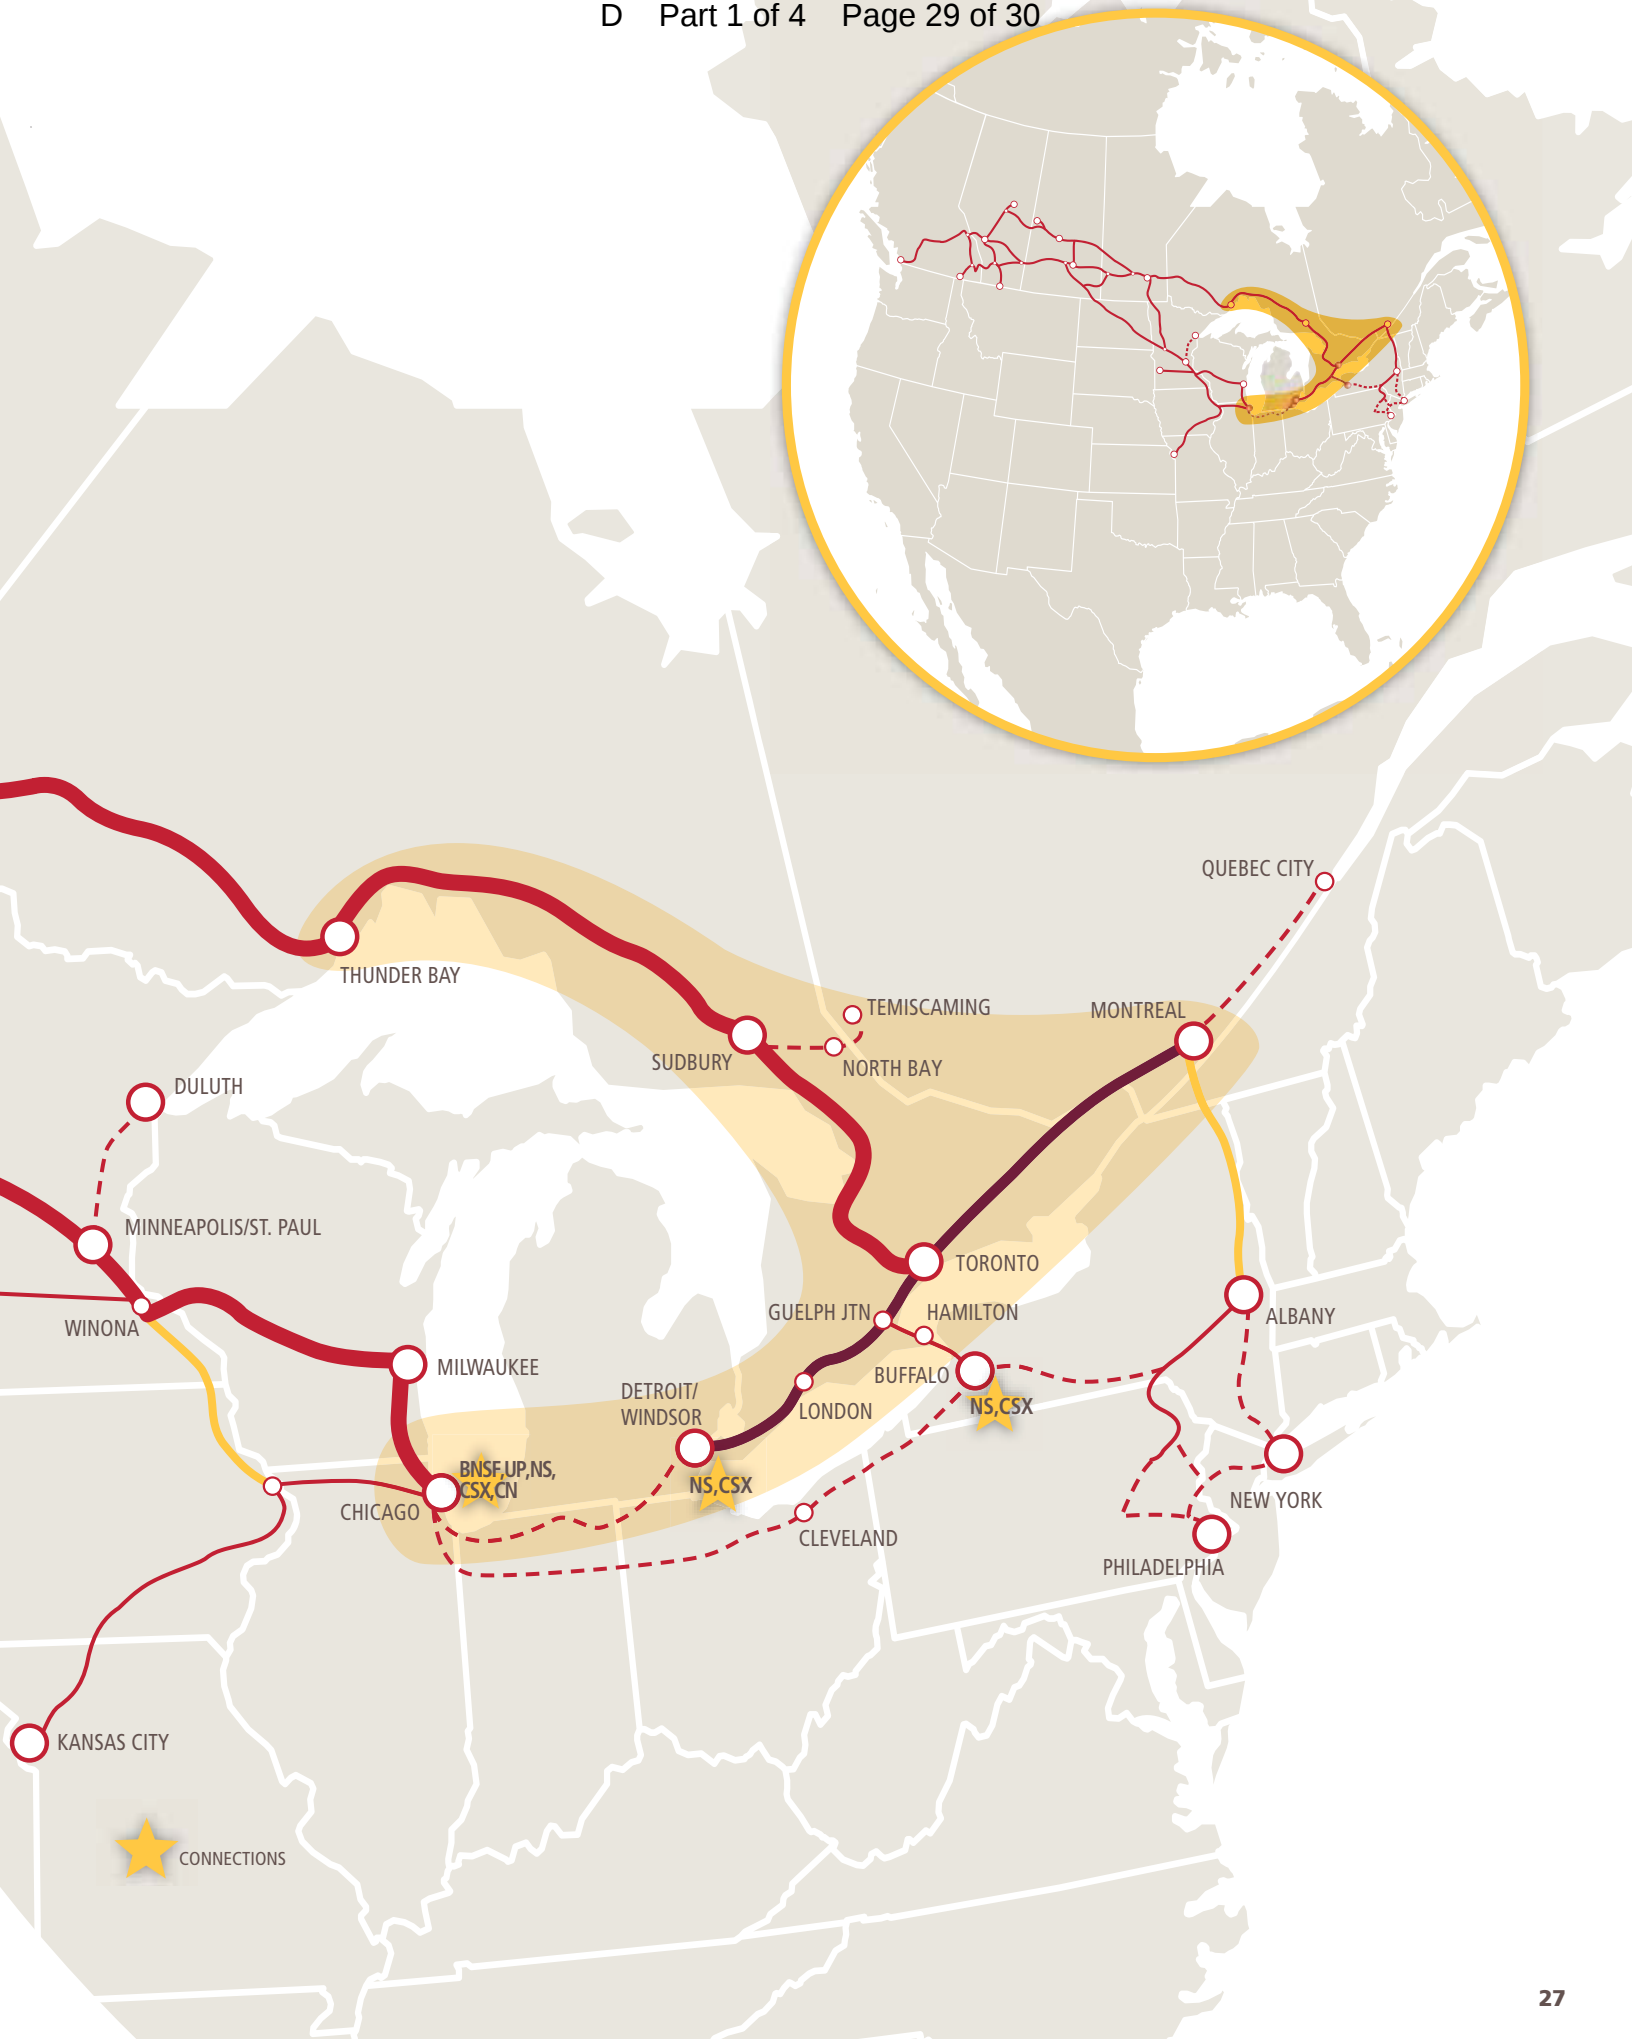 D Part 1 of 4 Page 29 of 30
QUEBEC CITY
THUNDER BAY
TEMISCAMING
MONTREAL
SUDBURY
NORTH BAY
DULUTH
MINNEAPOLIS/ST. PAUL
TORONTO
GUELPH JTN
HAMILTON
ALBANY
WINONA
MILWAUKEE
BUFFALO
DETROIT/
WINDSOR
NS,CSX
LONDON
BNSF,UP,NS,
CSX,CN
NS,CSX
NEW YORK
CHICAGO
CLEVELAND
PHILADELPHIA
KANSAS CITY
CONNECTIONS
27